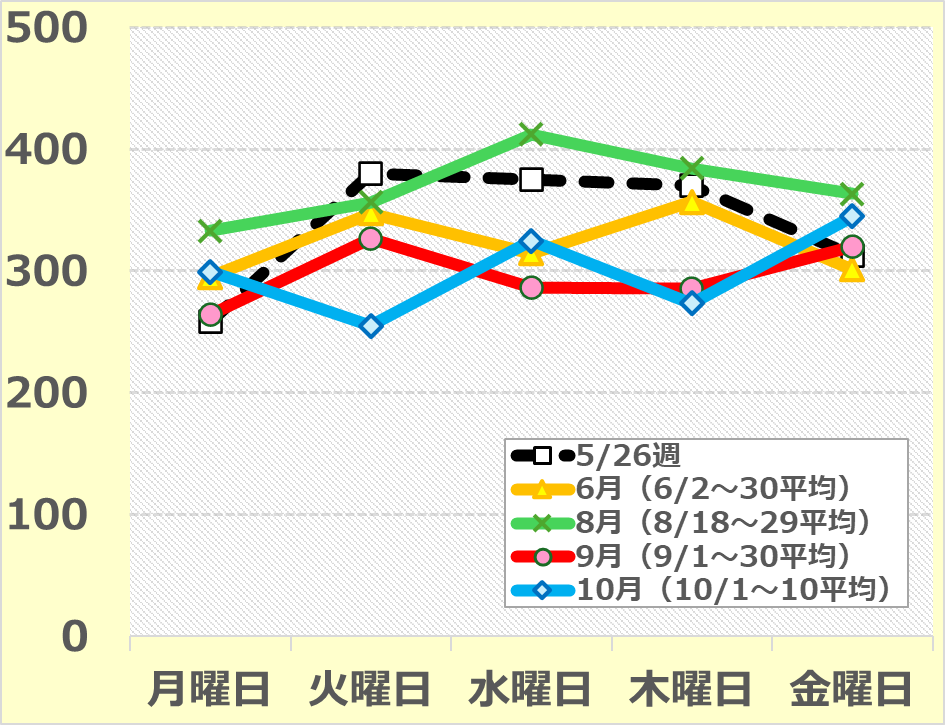 500
400
300
200
100
0
5/26週
6月（6/2～30平均）
8月（8/18～29平均）
9月（9/1～30平均）
10月（10/1～10平均）
月曜日 火曜日 水曜日 木曜日 金曜日